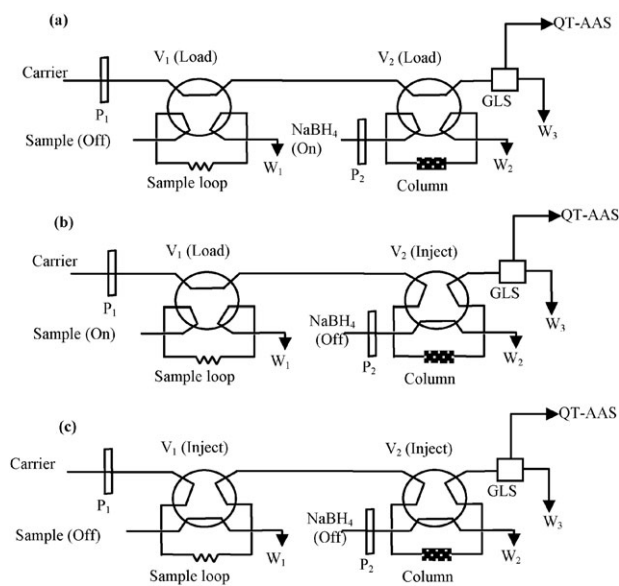 (a)
QT-AAS
V1 (Load)
V2 (Load)
Carrier
P1
GLS
W3
Sample (Off)
NaBH4
(On)
W1
W2
P2
Sample loop
Column
(b)
QT-AAS
V1 (Load)
V2 (Inject)
Carrier
P1
GLS
W3
Sample (On)
NaBH4
(Off)
W1
W2
P2
Sample loop
Column
(c)
QT-AAS
V1 (Inject)
V2 (Inject)
Carrier
P1
GLS
W3
Sample (Off)
NaBH4
(Off)
W1
W2
P2
Sample loop
Column